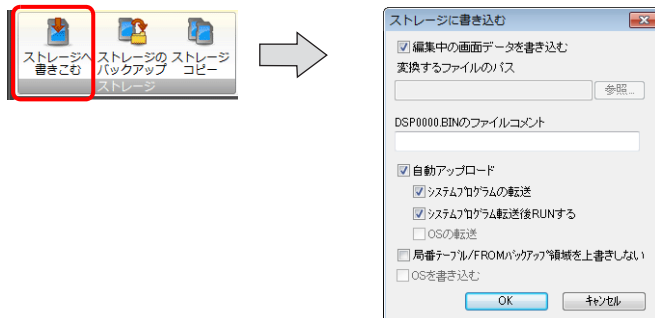 ストレージへ
書きこむ
ストレージの
バックアップ
ストレージ
コピー
ストレージ
ストレージに書き込む
編集中の画面データを書き込む
変換するファイルのパス
参照...
DSP0000.BINのファイルコメント
自動アップロード
システムプログラムの転送
システムプログラム転送後RUNする
OSの転送
局番テーブル/FROMバックアップ領域を上書きしない
OSを書き込む
OK キャンセル